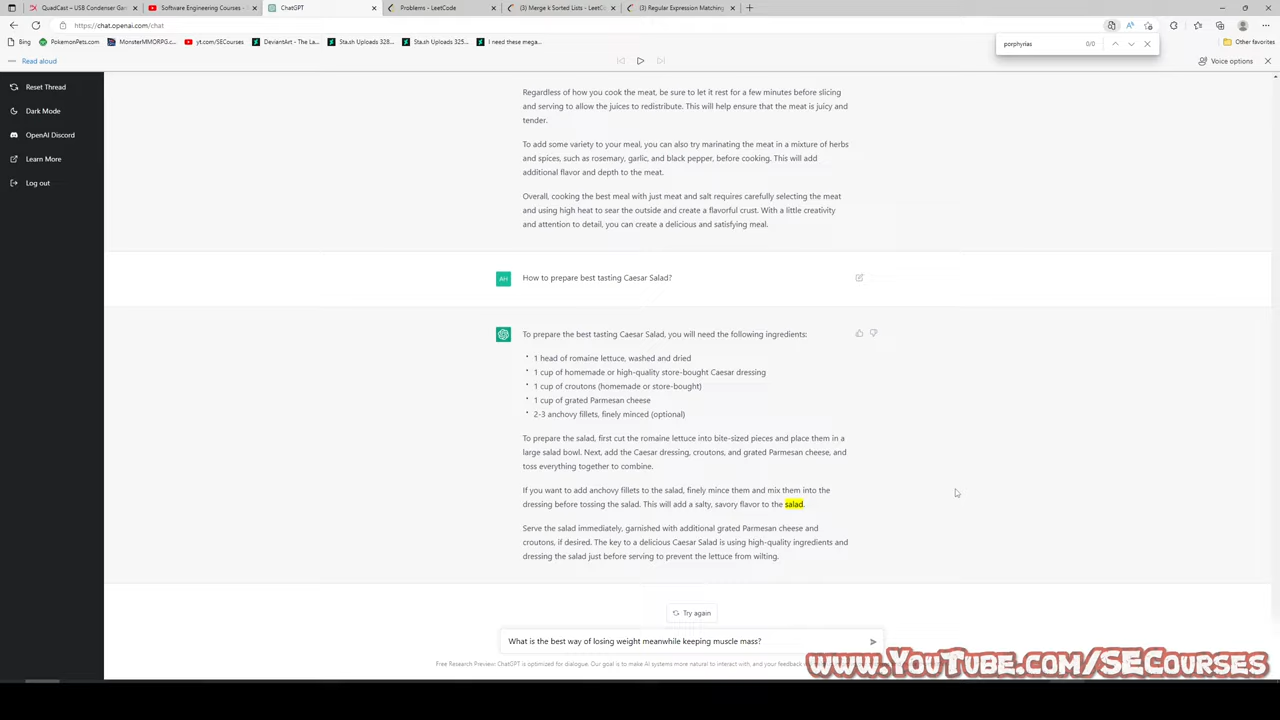 QuadCast – USB Condenser Gam
Software Engineering Courses -
ChatGPT
Problems - LeetCode
(3) Merge k Sorted Lists - LeetC
(3) Regular Expression Matching
https://chat.openai.com/chat
Bing
PokemonPets.com
MonsterMMORPG.c...
yt.com/SECourses
DeviantArt - The La...
Sta.sh Uploads 328...
Sta.sh Uploads 325...
I need these mega...
porphyrias
0/0
Other favorites
Read aloud
Voice options
Reset Thread
Dark Mode
OpenAI Discord
Learn More
Log out
Regardless of how you cook the meat, be sure to let it rest for a few minutes before slicing
and serving to allow the juices to redistribute. This will help ensure that the meat is juicy and
tender.
To add some variety to your meal, you can also try marinating the meat in a mixture of herbs
and spices, such as rosemary, garlic, and black pepper, before cooking. This will add
additional flavor and depth to the meat.
Overall, cooking the best meal with just meat and salt requires carefully selecting the meat
and using high heat to sear the outside and create a flavorful crust. With a little creativity
and attention to detail, you can create a delicious and satisfying meal.
AH
How to prepare best tasting Caesar Salad?
To prepare the best tasting Caesar Salad, you will need the following ingredients:
• 1 head of romaine lettuce, washed and dried
• 1 cup of homemade or high-quality store-bought Caesar dressing
• 1 cup of croutons (homemade or store-bought)
• 1 cup of grated Parmesan cheese
• 2-3 anchovy fillets, finely minced (optional)
To prepare the salad, first cut the romaine lettuce into bite-sized pieces and place them in a
large salad bowl. Next, add the Caesar dressing, croutons, and grated Parmesan cheese, and
toss everything together to combine.
If you want to add anchovy fillets to the salad, finely mince them and mix them into the
dressing before tossing the salad. This will add a salty, savory flavor to the salad.
Serve the salad immediately, garnished with additional grated Parmesan cheese and
croutons, if desired. The key to a delicious Caesar Salad is using high-quality ingredients and
dressing the salad just before serving to prevent the lettuce from wilting.
Try again
What is the best way of losing weight meanwhile keeping muscle mass?
Free Research Preview: ChatGPT is optimized for dialogue. Our goal is to make AI systems more natural to interact with, and your feedback
www.YouTube.com/SECourses